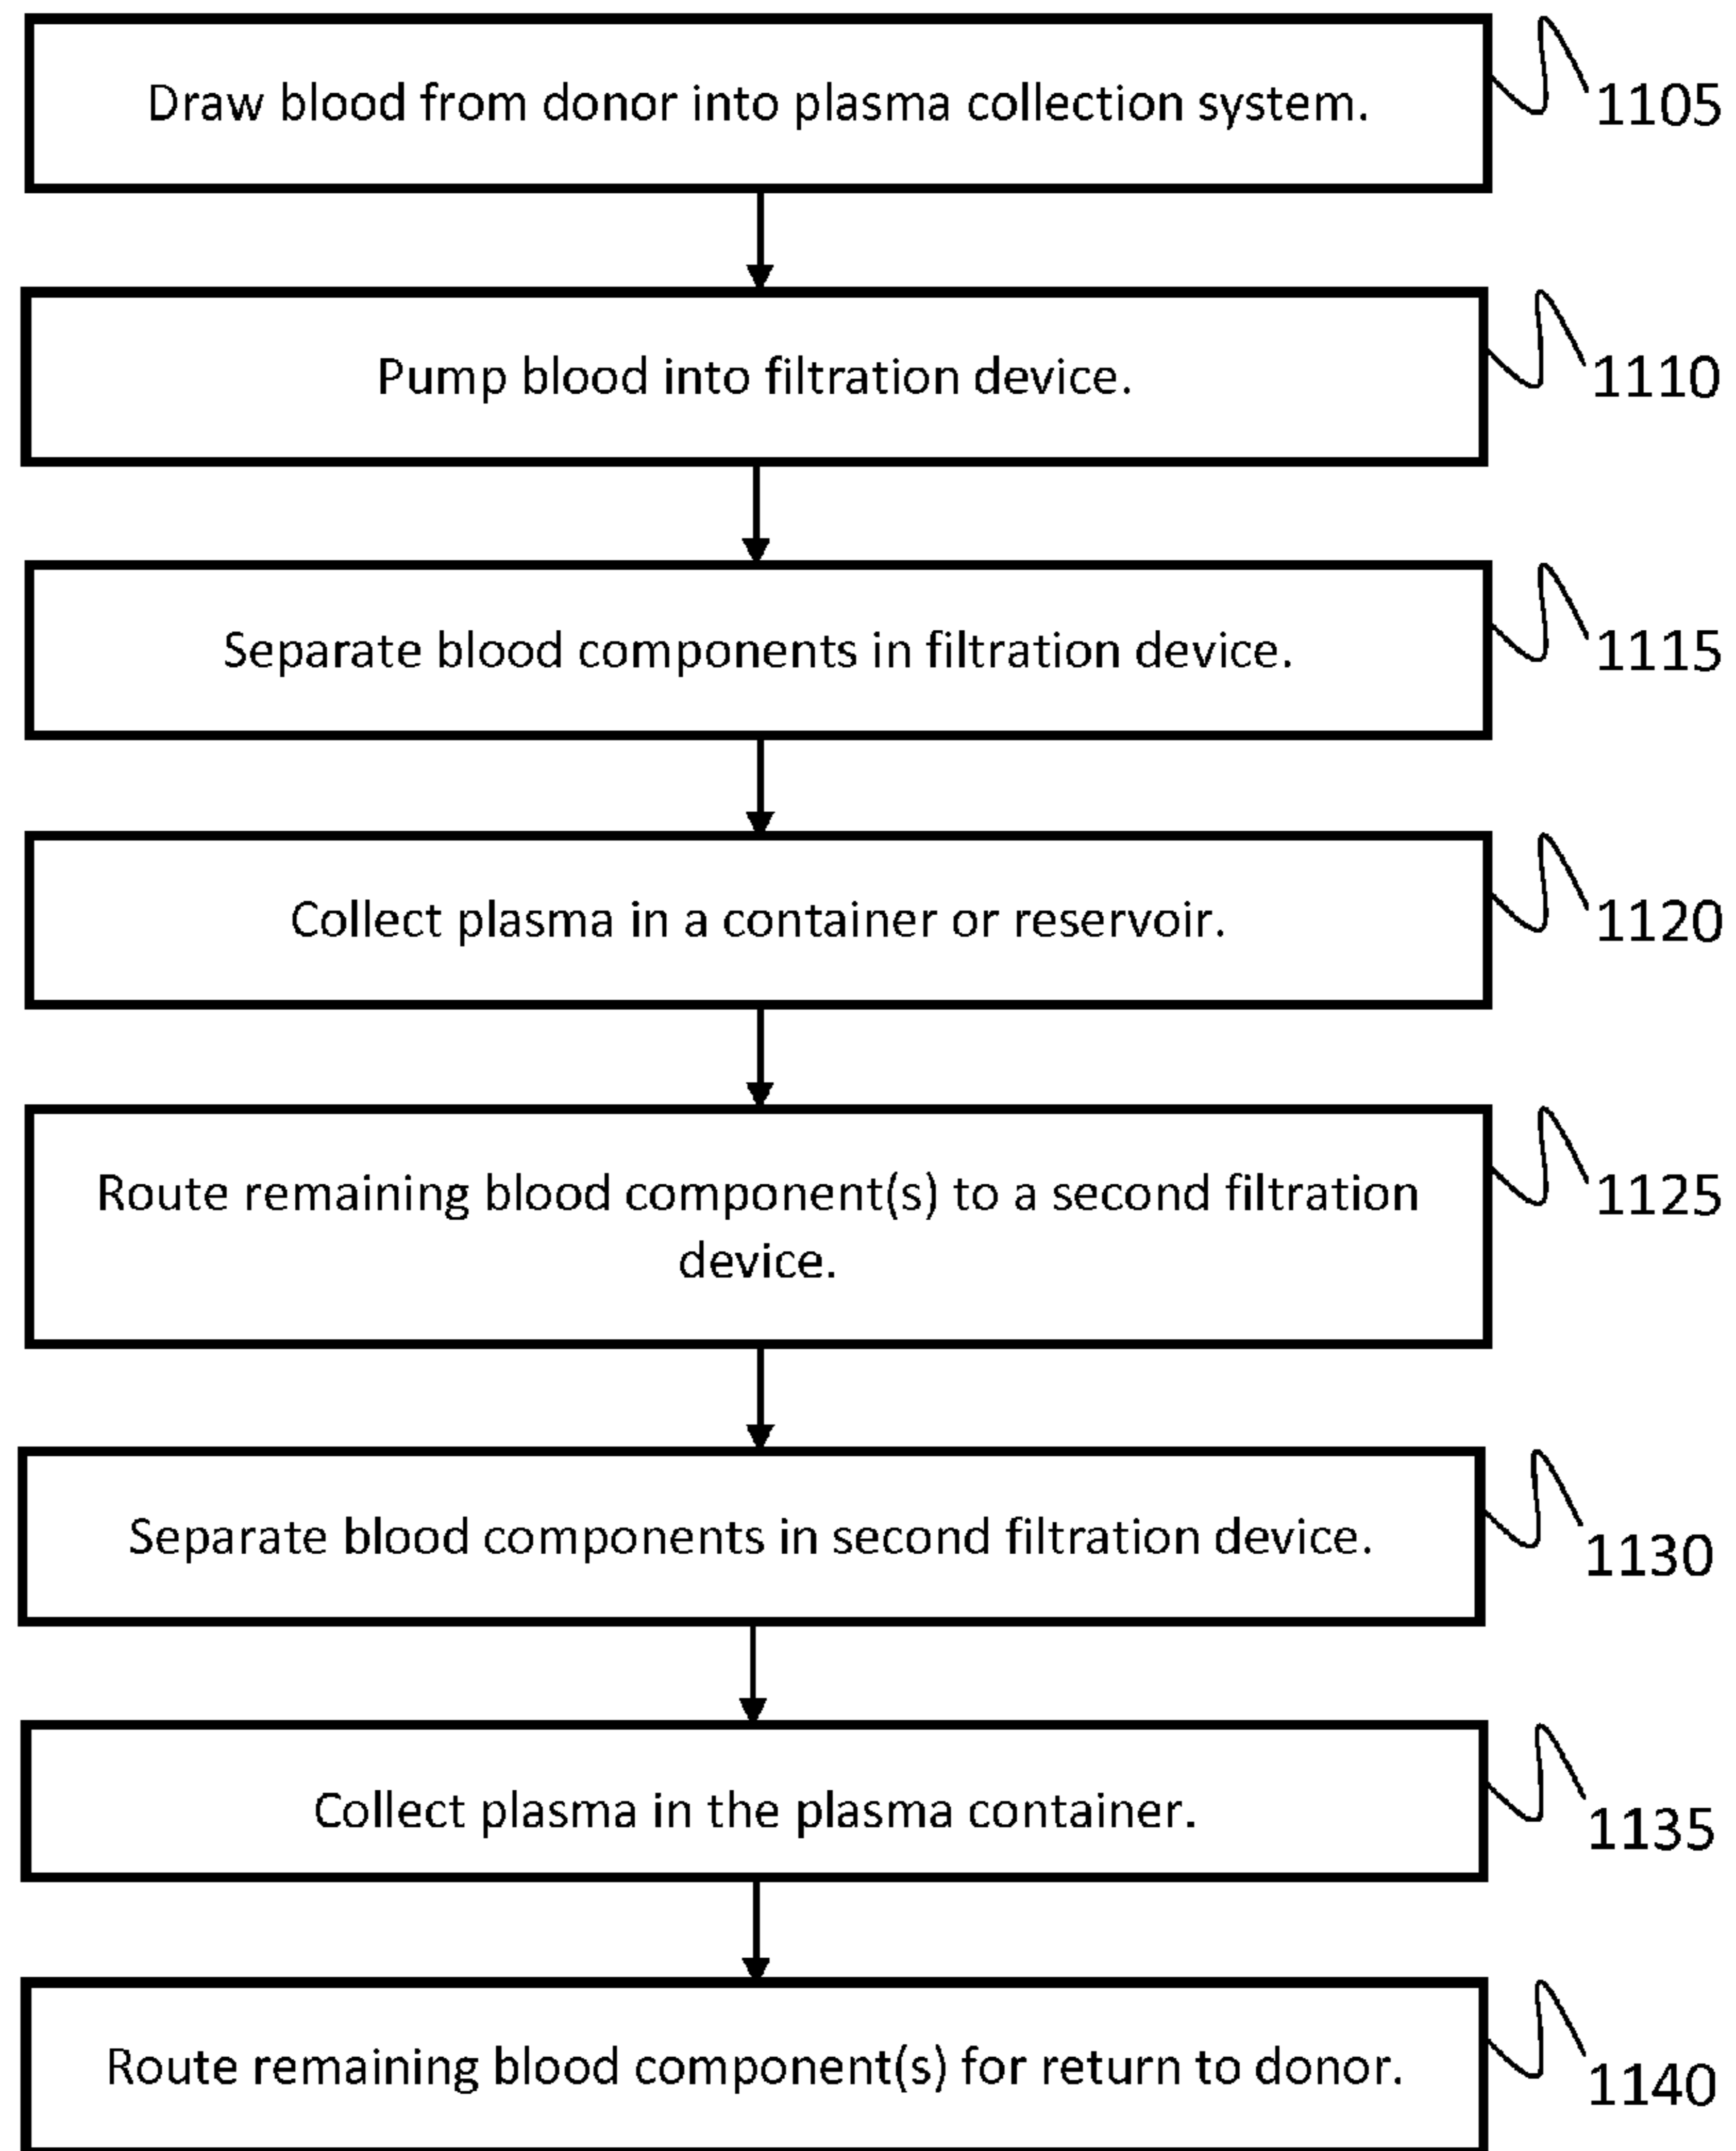 Draw blood from donor into plasma collection system.
1105
Pump blood into filtration device.
1110
Separate blood components in filtration device.
1115
Collect plasma in a container or reservoir.
1120
Route remaining blood component(s) to a second filtration
device.
1125
Separate blood components in second filtration device.
1130
Collect plasma in the plasma container.
1135
Route remaining blood component(s) for return to donor.
1140